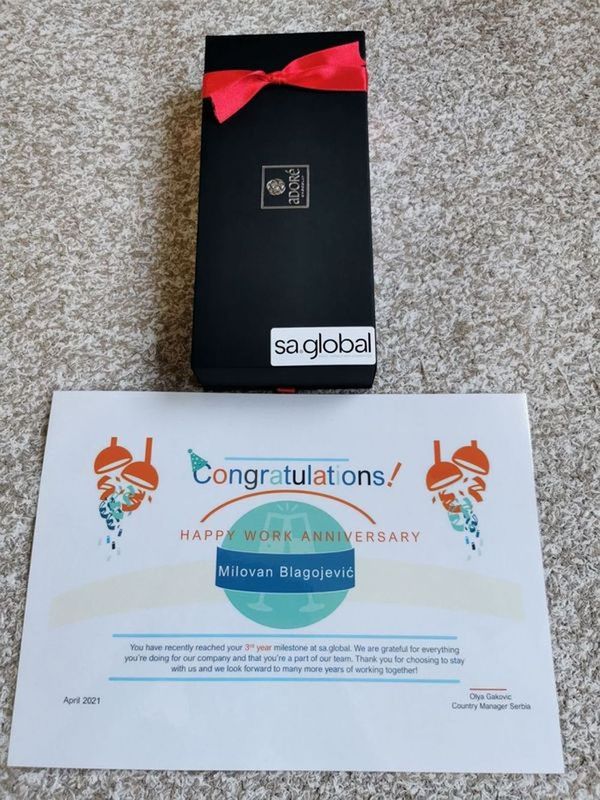 aDORé
sa.global
Congratulations!
HAPPY WORK ANNIVERSARY
Milovan Blagojević
You have recently reached your 3rd year milestone at sa.global. We are grateful for everything
you're doing for our company and that you're a part of our team. Thank you for choosing to stay
with us and we look forward to many more years of working together!
April 2021
Olya Gakovic
Country Manager Serbia